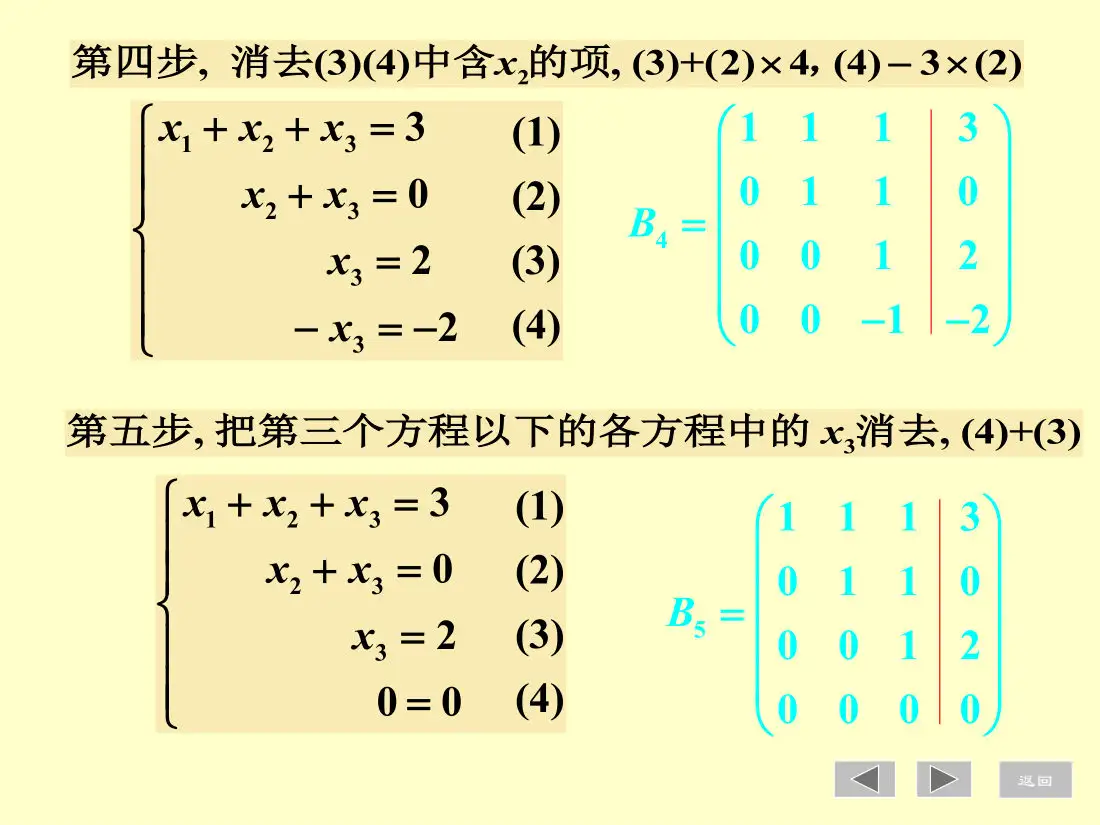 第四步, 消去(3)(4)中含x₂的项, (3)+(2)×4, (4)−3×(2)
x₁ + x₂ + x₃ = 3 (1)
x₂ + x₃ = 0 (2)
x₃ = 2 (3)
− x₃ = −2 (4)
B₄ =
1 1 1 3
0 1 1 0
0 0 1 2
0 0 −1 −2
第五步, 把第三个方程以下的各方程中的 x₃消去, (4)+(3)
x₁ + x₂ + x₃ = 3 (1)
x₂ + x₃ = 0 (2)
x₃ = 2 (3)
0 = 0 (4)
B₅ =
1 1 1 3
0 1 1 0
0 0 1 2
0 0 0 0
返回